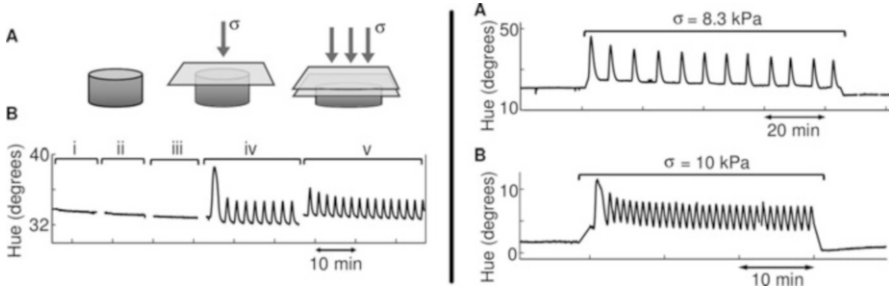 A
σ
σ
B
i ii iii iv v
40
32
Hue (degrees)
10 min
A
σ = 8.3 kPa
50
10
Hue (degrees)
20 min
B
σ = 10 kPa
10
0
Hue (degrees)
10 min